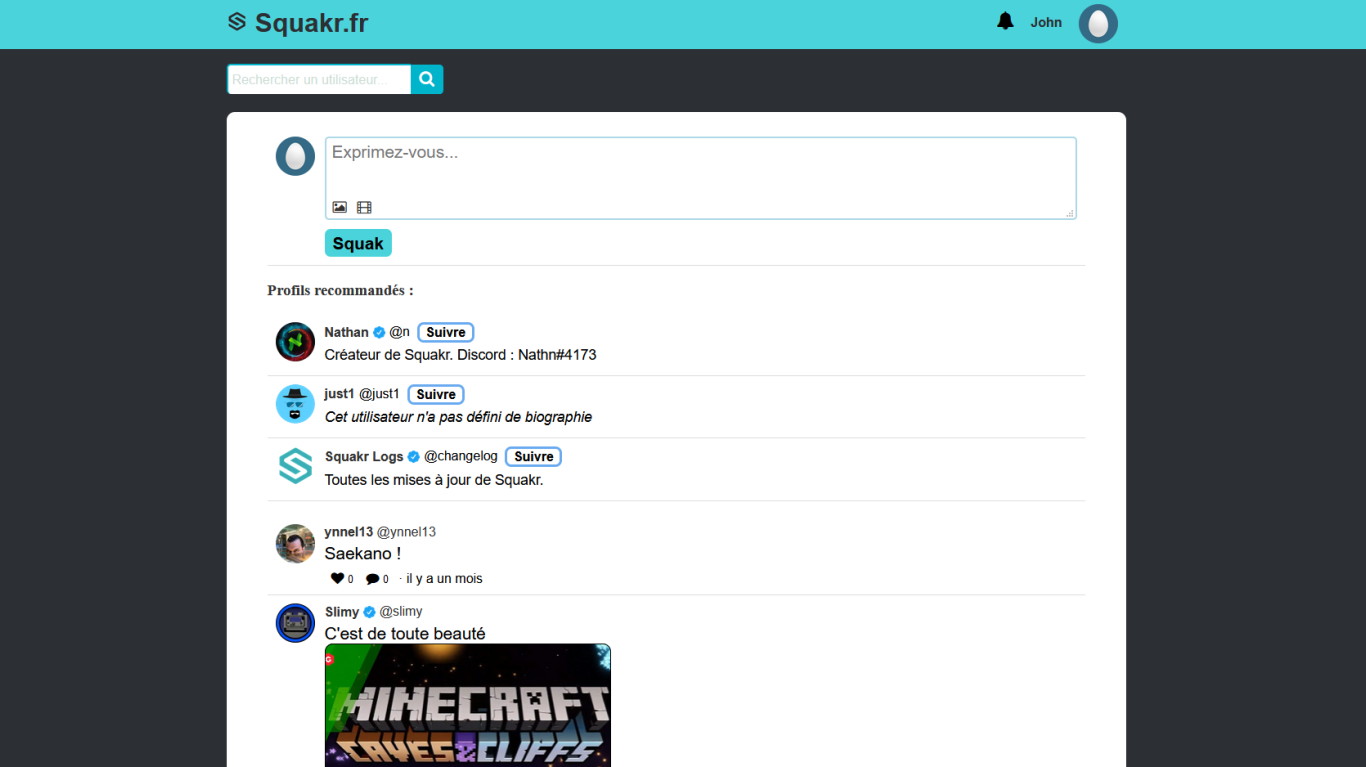 Squakr.fr
John
Rechercher un utilisateur...
Exprimez-vous...
Squak
Profils recommandés :
Nathan @n Suivre
Créateur de Squakr. Discord : Nathn#4173
just1 @just1 Suivre
Cet utilisateur n'a pas défini de biographie
Squakr Logs @changelog Suivre
Toutes les mises à jour de Squakr.
ynnel13 @ynnel13
Saekano !
0 0 · il y a un mois
Slimy @slimy
C'est de toute beauté
G
MINECRAFT
CAVES & CLIFFS